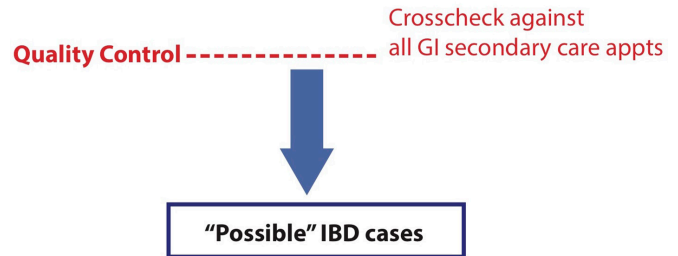 Crosscheck against
all GI secondary care appts
Quality Control
“Possible” IBD cases